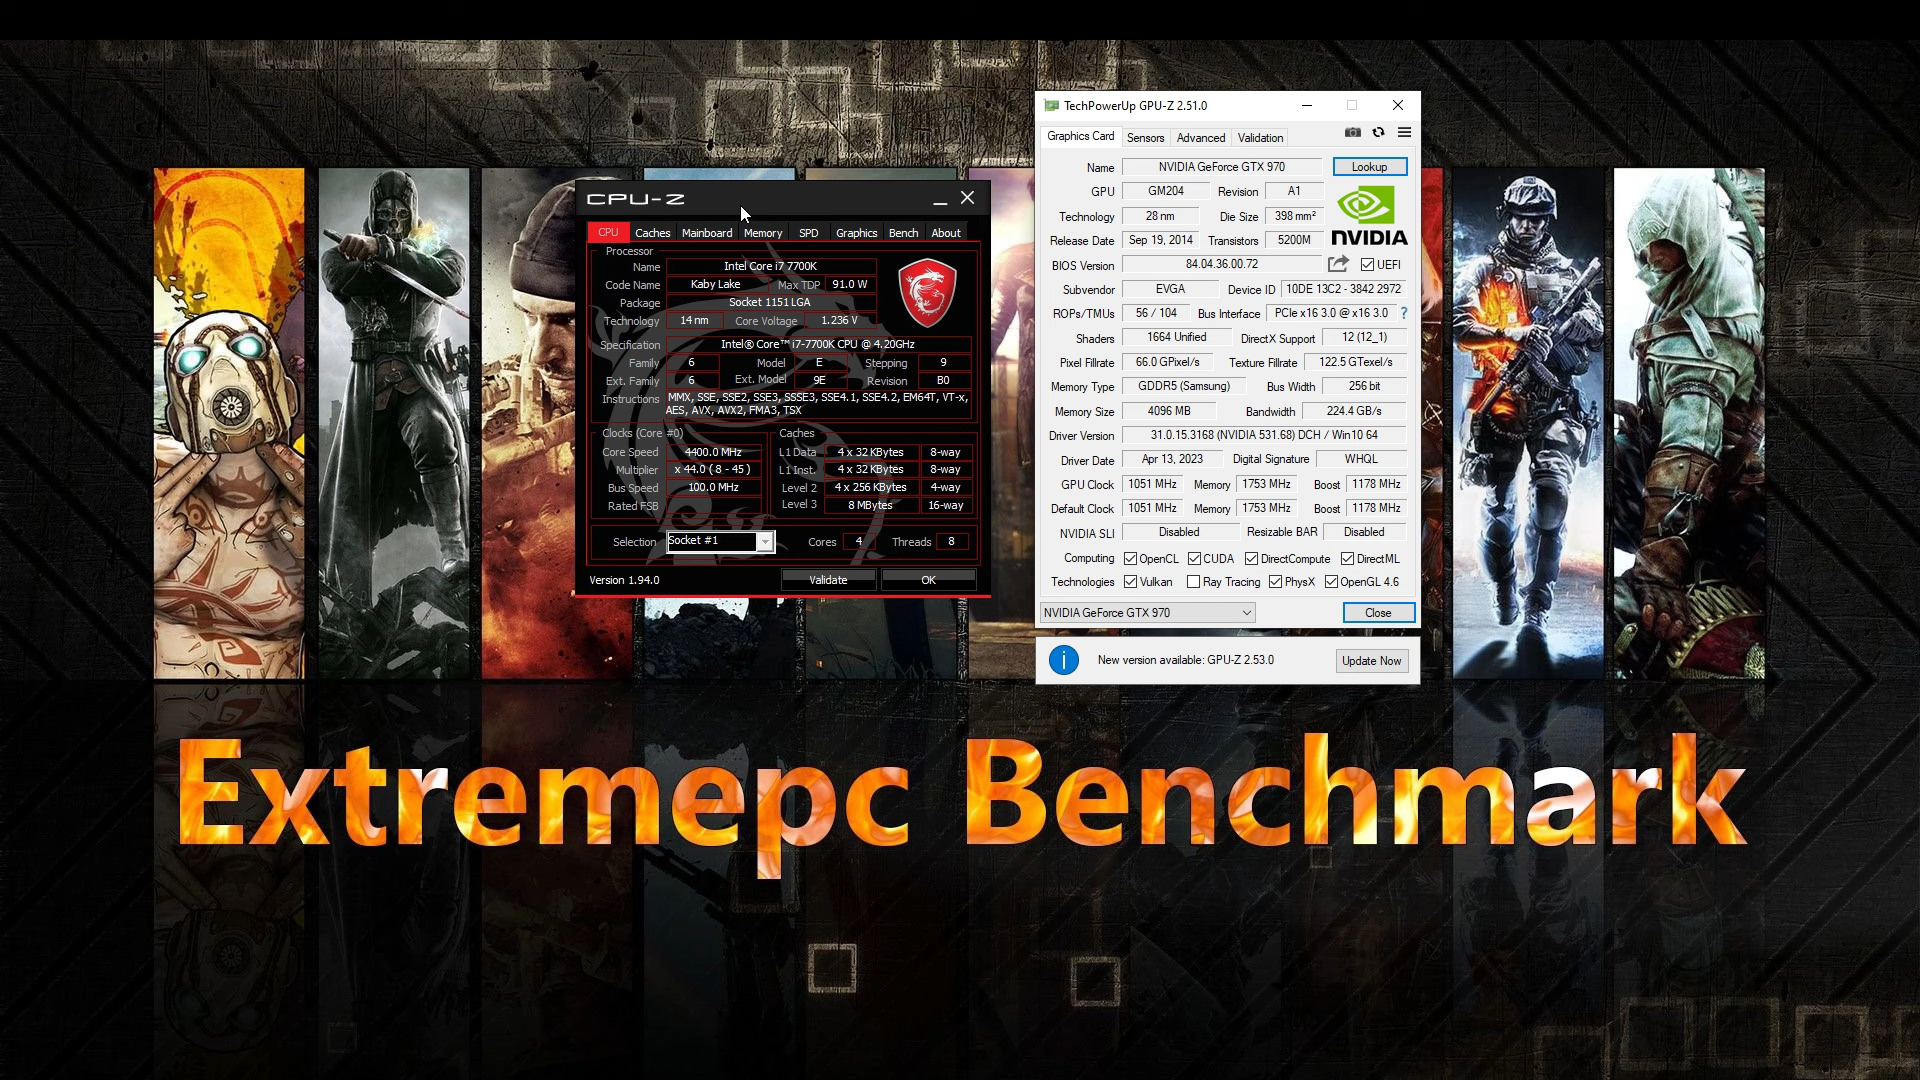 CPU-Z
CPU Caches Mainboard Memory SPD Graphics Bench About
Processor
Name Intel Core i7 7700K
Code Name Kaby Lake Max TDP 91.0 W
Package Socket 1151 LGA
Technology 14 nm Core Voltage 1.236 V
Specification Intel® Core™ i7-7700K CPU @ 4.20GHz
Family 6 Model E Stepping 9
Ext. Family 6 Ext. Model 9E Revision B0
Instructions MMX, SSE, SSE2, SSE3, SSSE3, SSE4.1, SSE4.2, EM64T, VT-x,
AES, AVX, AVX2, FMA3, TSX
Clocks (Core #0)
Core Speed 4400.0 MHz
Multiplier x 44.0 ( 8 - 45 )
Bus Speed 100.0 MHz
Rated FSB
Caches
L1 Data 4 x 32 KBytes 8-way
L1 Inst. 4 x 32 KBytes 8-way
Level 2 4 x 256 KBytes 4-way
Level 3 8 MBytes 16-way
Selection Socket #1 Cores 4 Threads 8
Version 1.94.0 Validate OK
TechPowerUp GPU-Z 2.51.0
Graphics Card Sensors Advanced Validation
Name NVIDIA GeForce GTX 970 Lookup
GPU GM204 Revision A1
Technology 28 nm Die Size 398 mm²
Release Date Sep 19, 2014 Transistors 5200M
NVIDIA
BIOS Version 84.04.36.00.72 UEFI
Subvendor EVGA Device ID 10DE 13C2 - 3842 2972
ROPs/TMUs 56 / 104 Bus Interface PCIe x16 3.0 @ x16 3.0 ?
Shaders 1664 Unified DirectX Support 12 (12_1)
Pixel Fillrate 66.0 GPixel/s Texture Fillrate 122.5 GTexel/s
Memory Type GDDR5 (Samsung) Bus Width 256 bit
Memory Size 4096 MB Bandwidth 224.4 GB/s
Driver Version 31.0.15.3168 (NVIDIA 531.68) DCH / Win10 64
Driver Date Apr 13, 2023 Digital Signature WHQL
GPU Clock 1051 MHz Memory 1753 MHz Boost 1178 MHz
Default Clock 1051 MHz Memory 1753 MHz Boost 1178 MHz
NVIDIA SLI Disabled Resizable BAR Disabled
Computing OpenCL CUDA DirectCompute DirectML
Technologies Vulkan Ray Tracing PhysX OpenGL 4.6
NVIDIA GeForce GTX 970 Close
New version available: GPU-Z 2.53.0 Update Now
Extremepc Benchmark